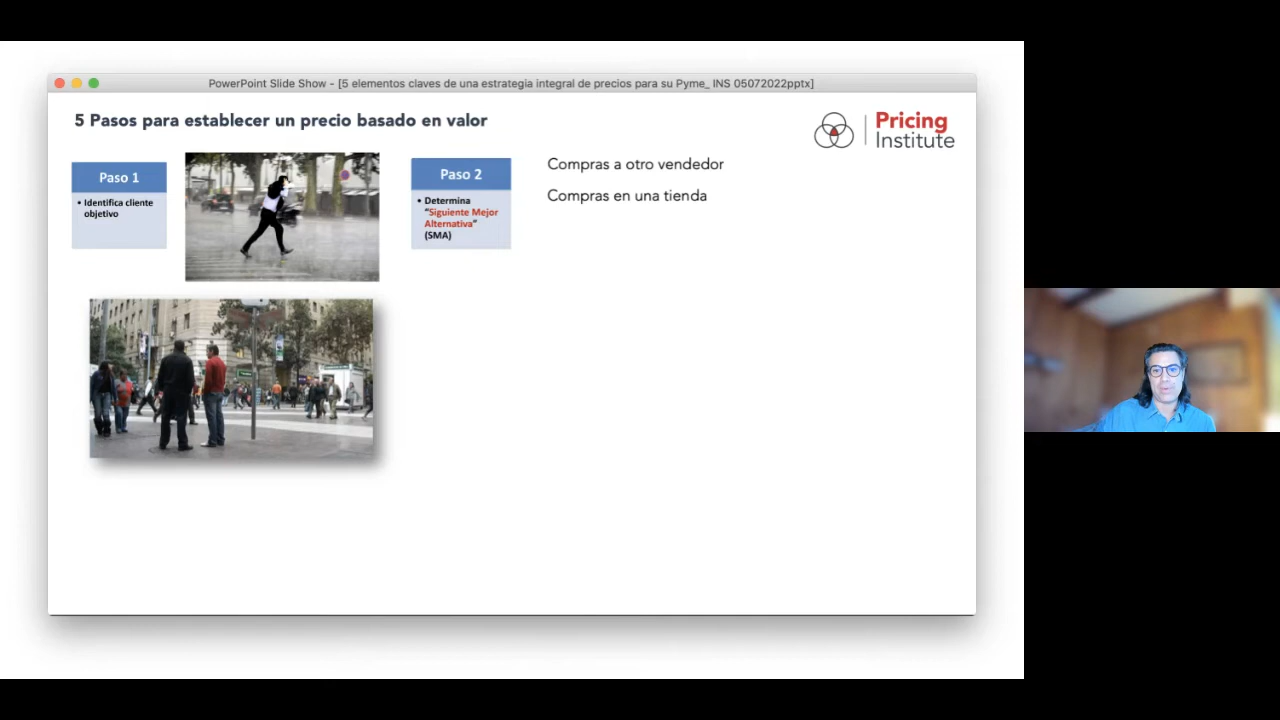 PowerPoint Slide Show - [5 elementos claves de una estrategia integral de precios para su Pyme_ INS 05072022pptx]
5 Pasos para establecer un precio basado en valor
Pricing
Institute
Paso 1
• Identifica cliente
objetivo
Paso 2
• Determina
"Siguiente Mejor
Alternativa"
(SMA)
Compras a otro vendedor
Compras en una tienda